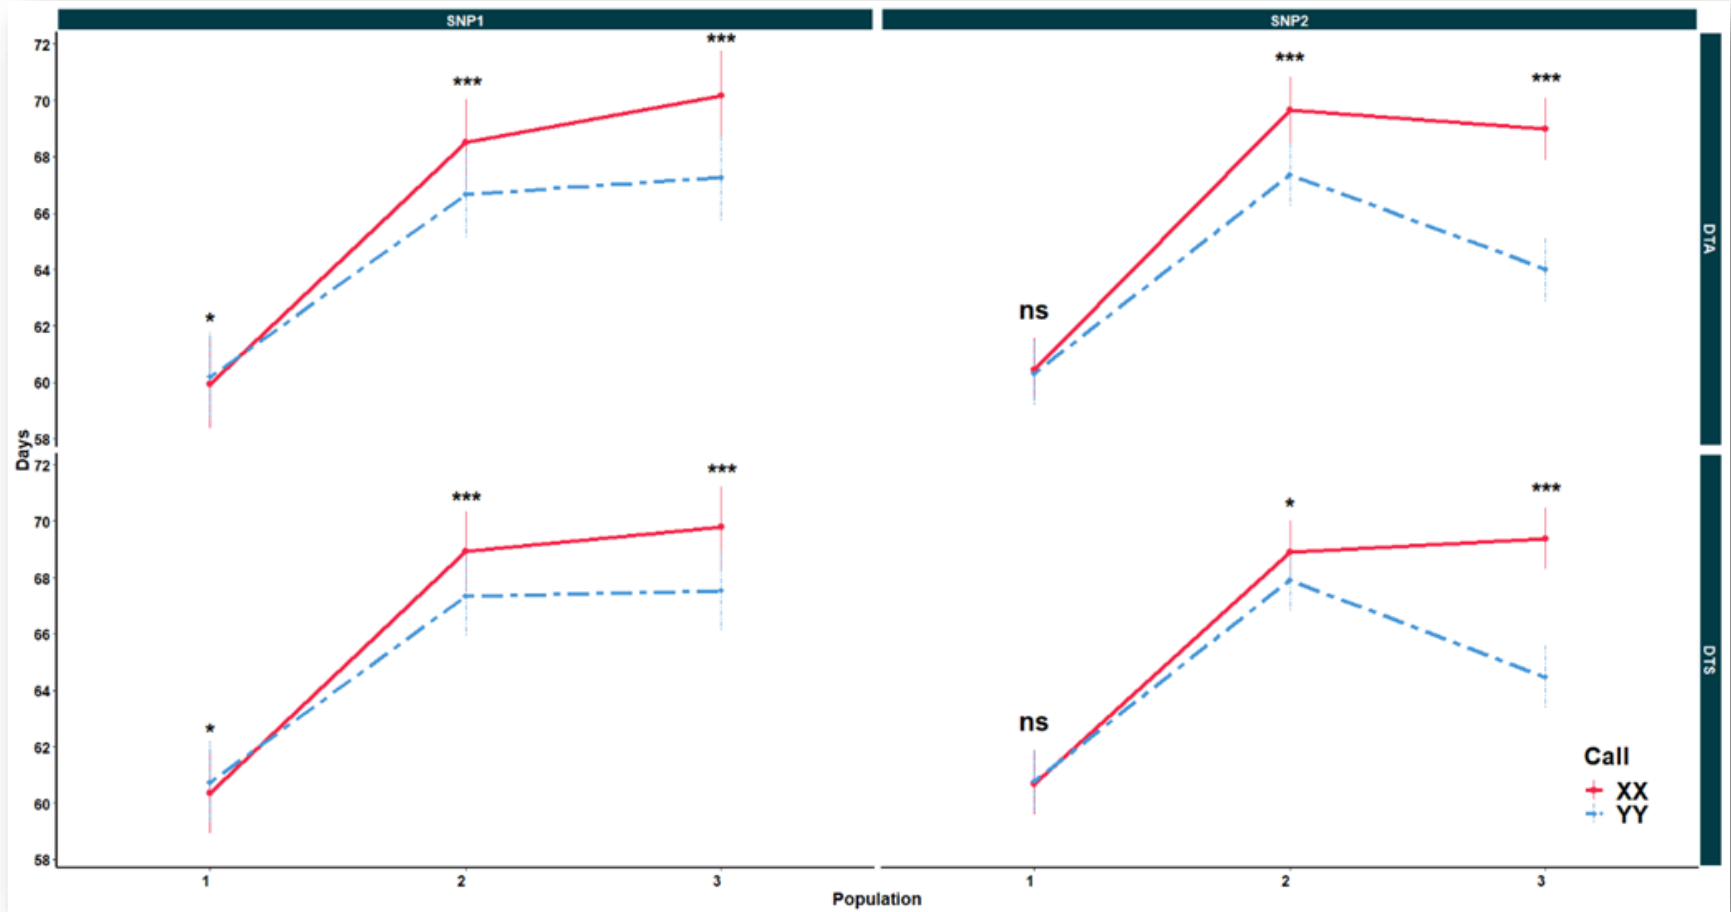 SNP1
SNP2
72
70
68
66
64
62
60
58
***
***
*
***
***
ns
DTA
Days
72
70
68
66
64
62
60
58
***
***
*
***
*
ns
DTS
Call
XX
YY
1
2
3
1
2
3
Population